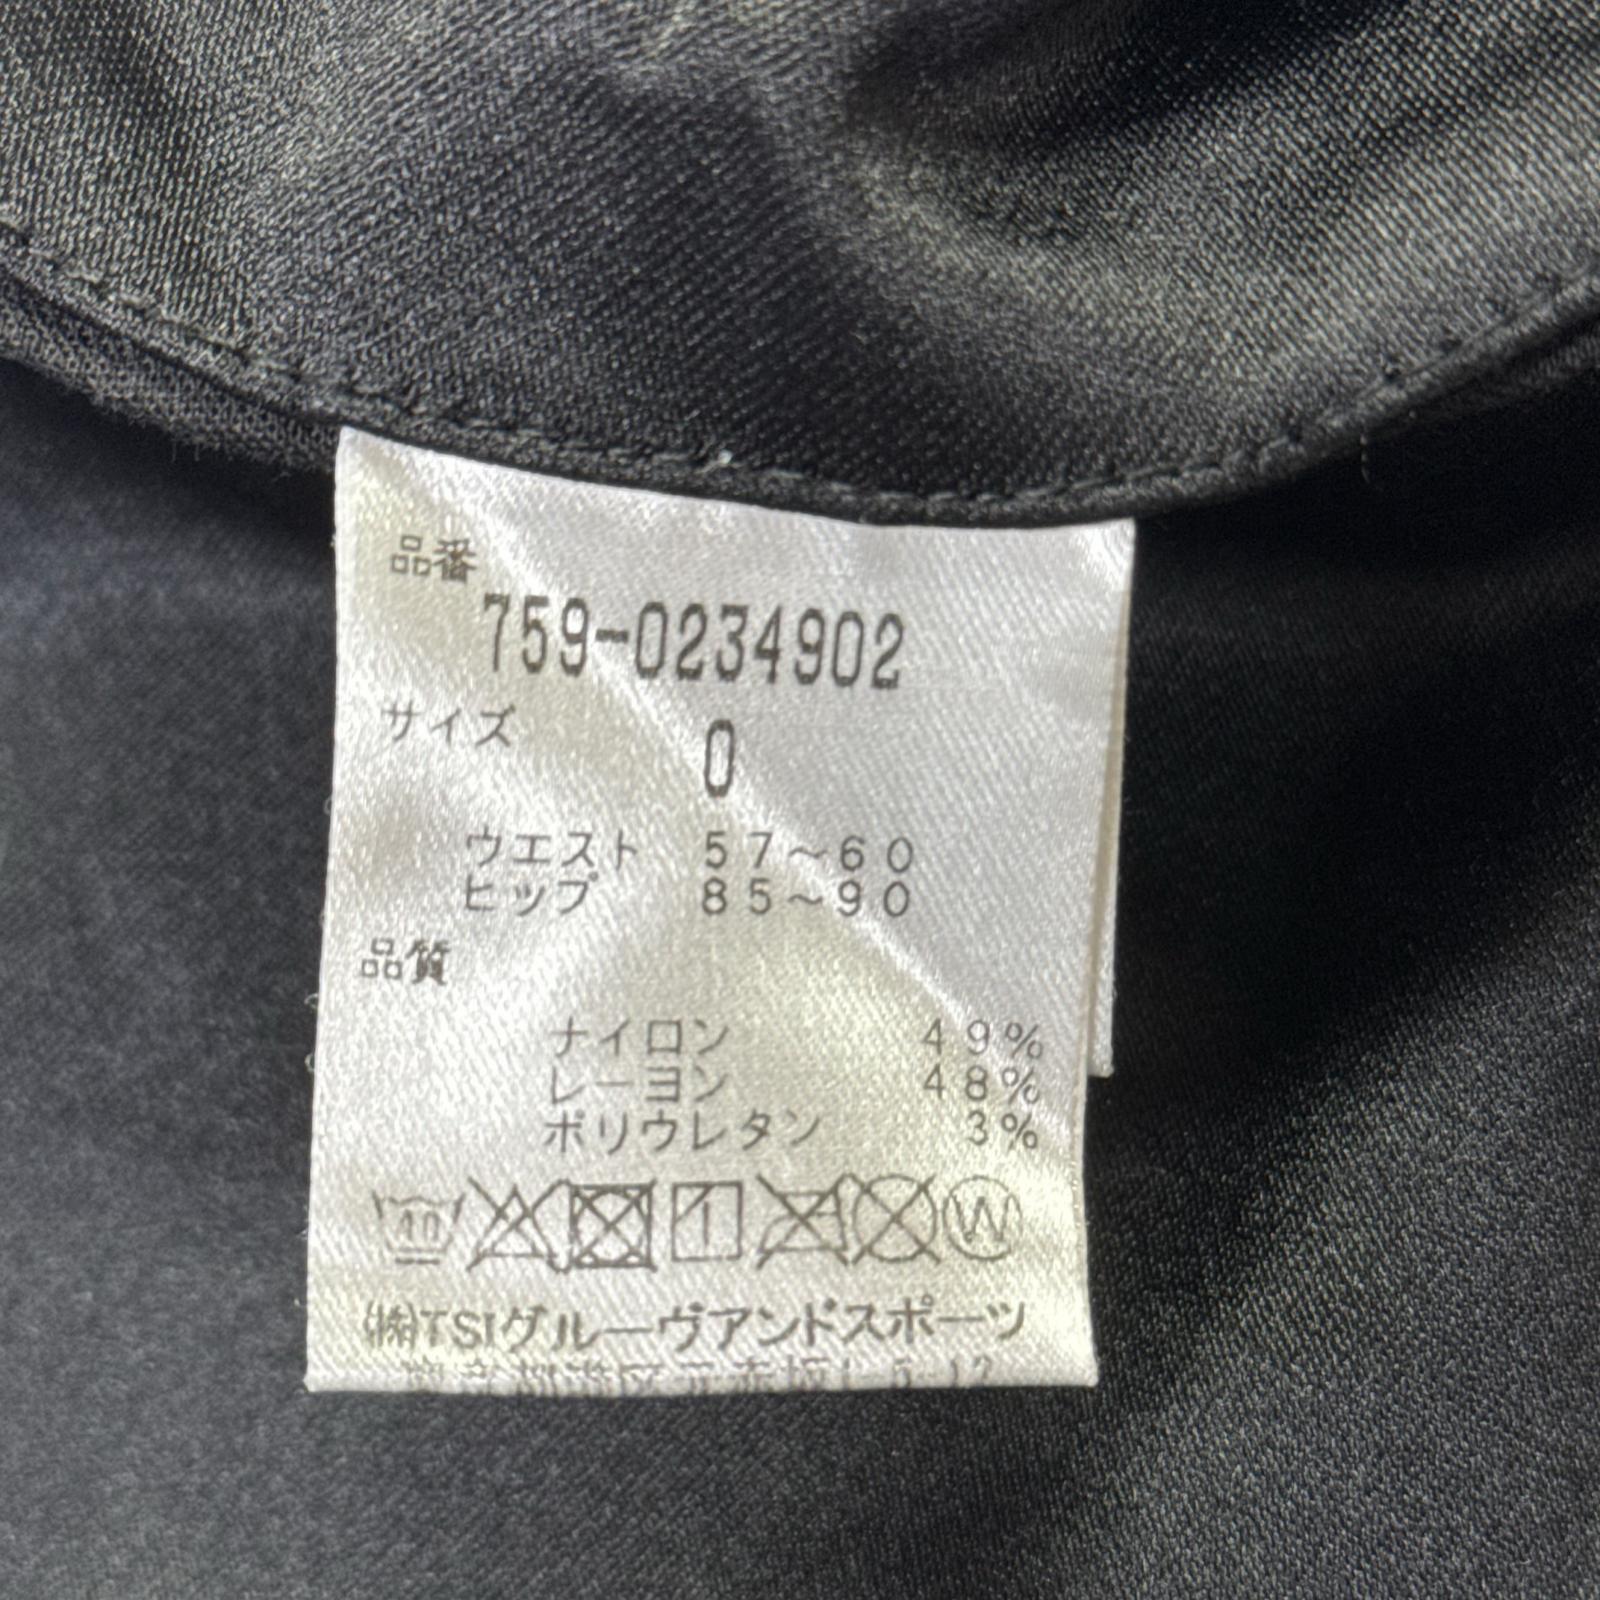 品番
759-0234902
サイズ
0
ウエスト 57～60
ヒップ 85～90
品質
ナイロン 49%
レーヨン 48%
ポリウレタン 3%
40 1 W
㈱TSIグルーヴアンドスポーツ